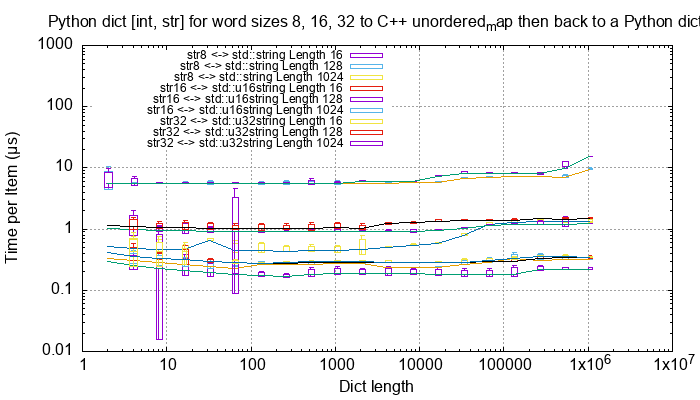 Python dict [int, str] for word sizes 8, 16, 32 to C++ unordered_map then back to a Python dict
1000
100
10
1
0.1
0.01
Time per Item (µs)
str8 <-> std::string Length 16
str8 <-> std::string Length 128
str8 <-> std::string Length 1024
str16 <-> std::u16string Length 16
str16 <-> std::u16string Length 128
str16 <-> std::u16string Length 1024
str32 <-> std::u32string Length 16
str32 <-> std::u32string Length 128
str32 <-> std::u32string Length 1024
1 10 100 1000 10000 100000 1x10⁶ 1x10⁷
Dict length